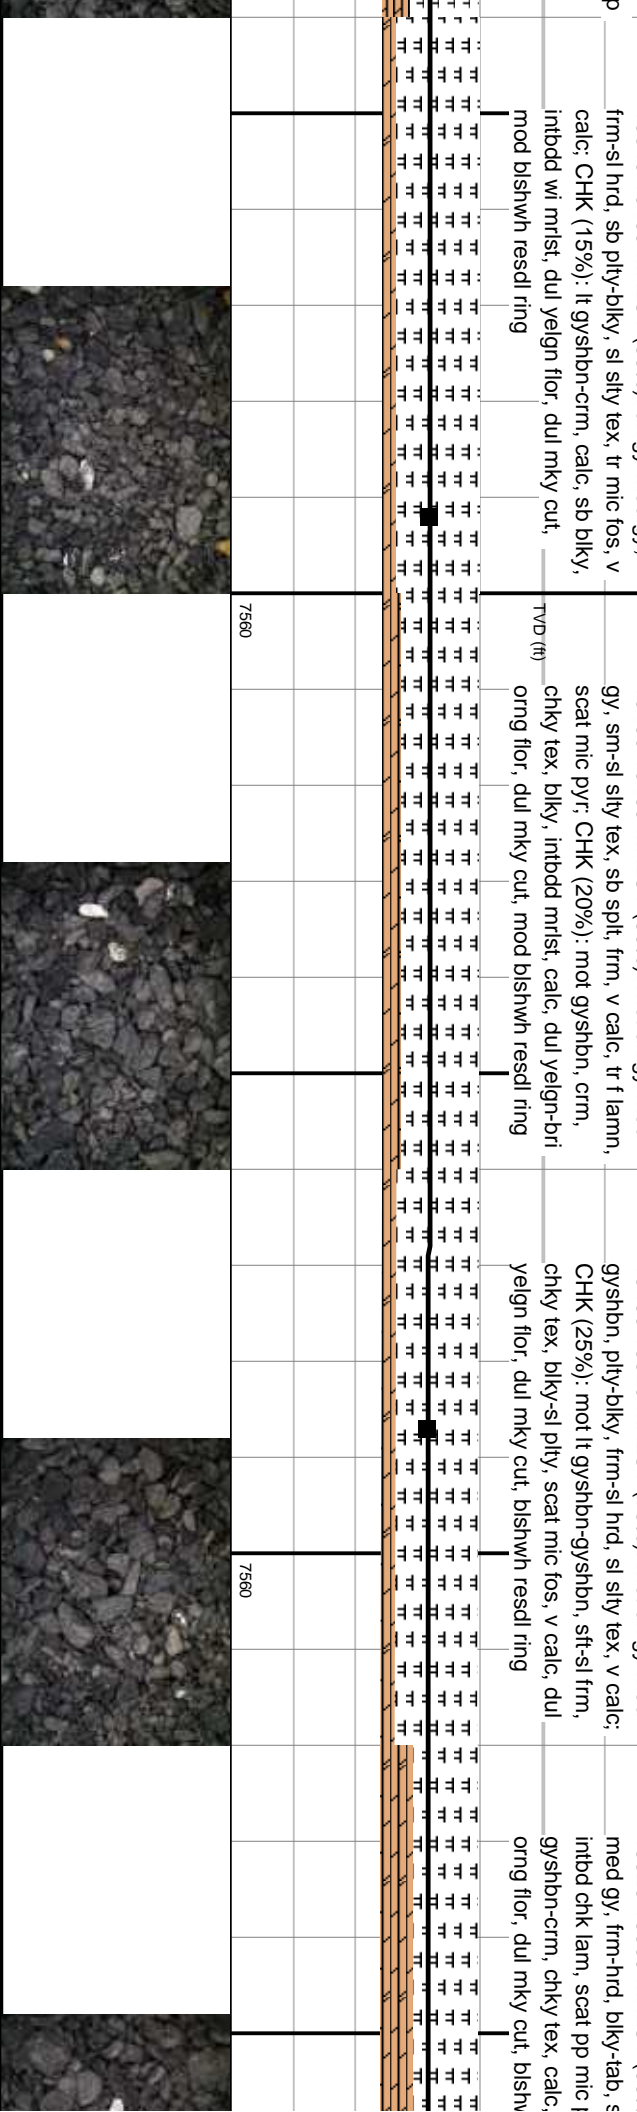 frm-sl hrd, sb plty-blky, sl slty tex, tr mic fos, v
calc; CHK (15%): lt gyshbn-crm, calc, sb blky,
intbdd wi mrlst, dul yelgn flor, dul mky cut,
mod blshwh resdl ring
TVD (ft)
7560
gy, sm-sl slty tex, sb splt, frm, v calc, tr f lamn,
scat mic pyr; CHK (20%): mot gyshbn, crm,
chky tex, blky, intbdd mrlst, calc, dul yelgn-bri
orng flor, dul mky cut, mod blshwh resdl ring
gyshbn, plty-blky, frm-sl hrd, sl slty tex, v calc;
CHK (25%): mot lt gyshbn-gyshbn, sft-sl frm,
chky tex, blky-sl plty, scat mic fos, v calc, dul
yelgn flor, dul mky cut, blshwh resdl ring
7560
med gy, frm-hrd, blky-tab, s
intbd chk lam, scat pp mic p
gyshbn-crm, chky tex, calc,
orng flor, dul mky cut, blshw